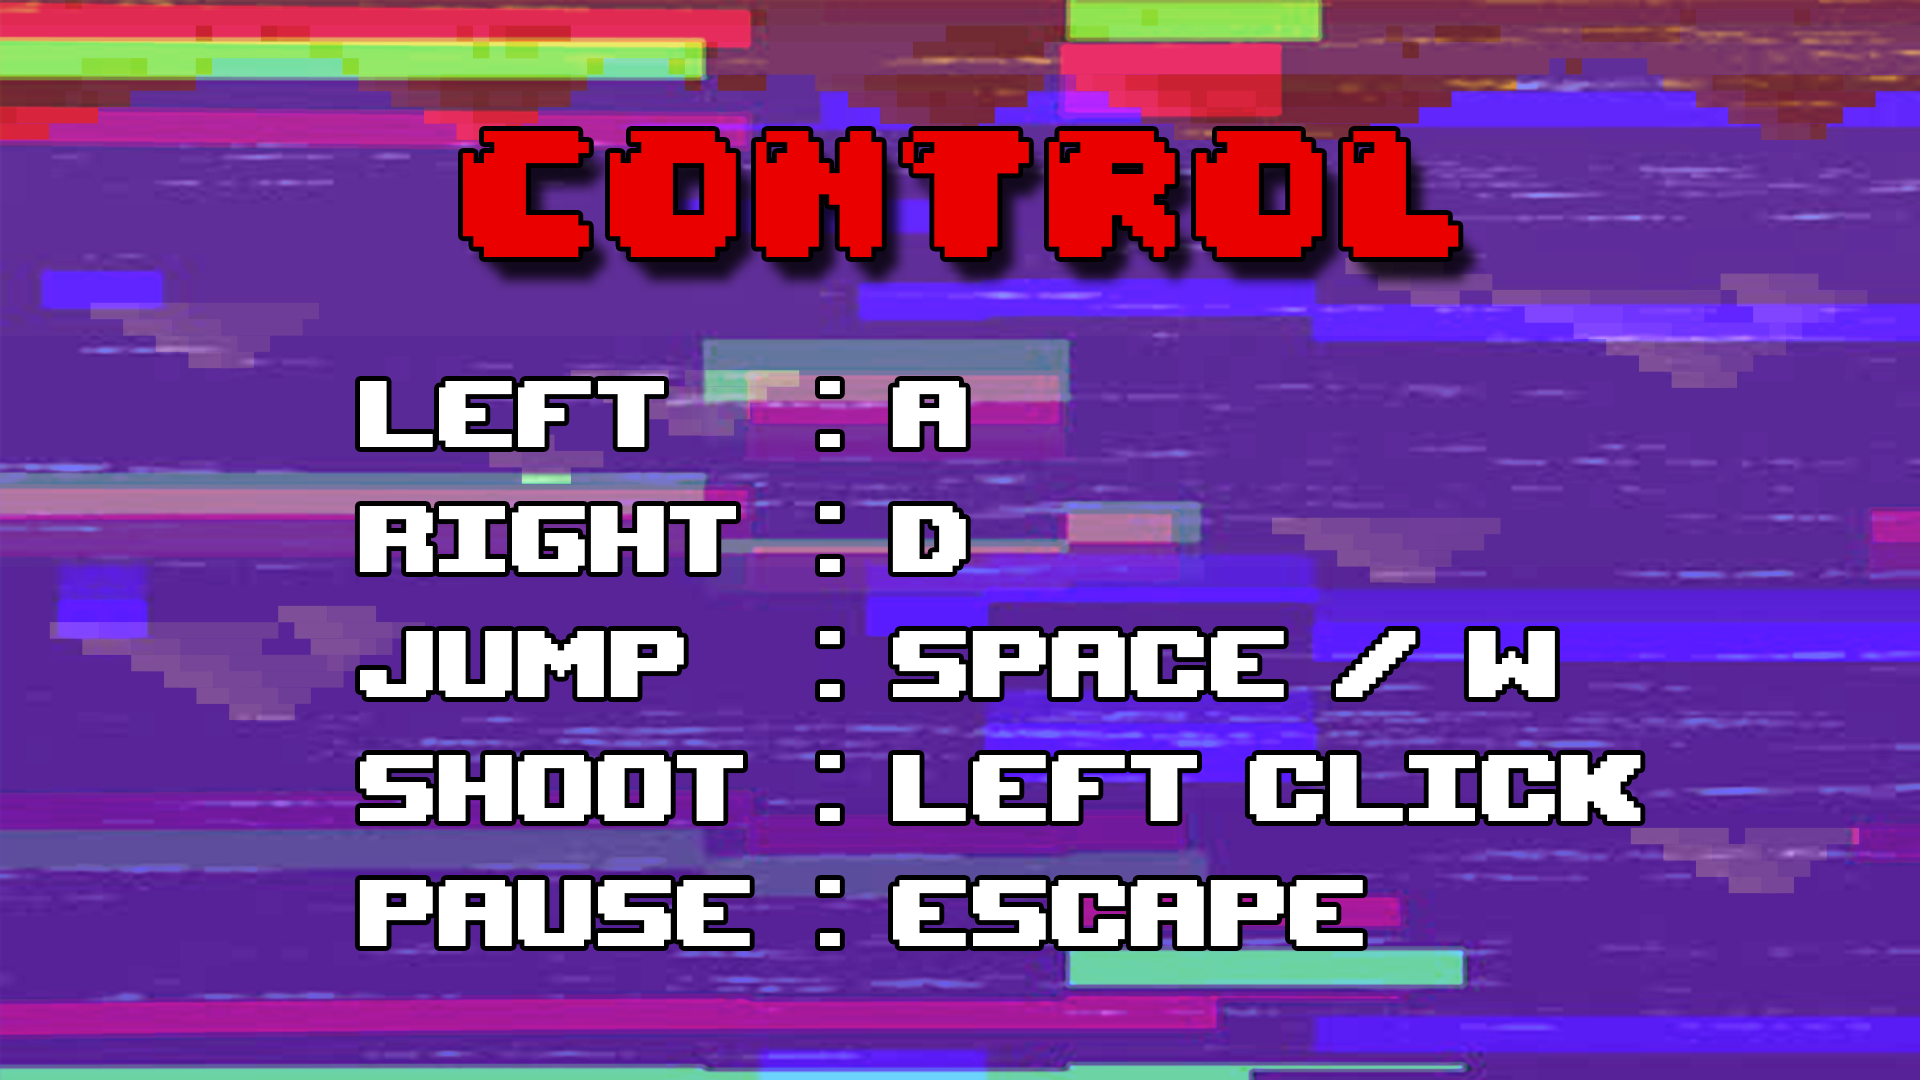 CONTROL
LEFT : A
RIGHT : D
JUMP : SPACE / W
SHOOT : LEFT CLICK
PAUSE : ESCAPE